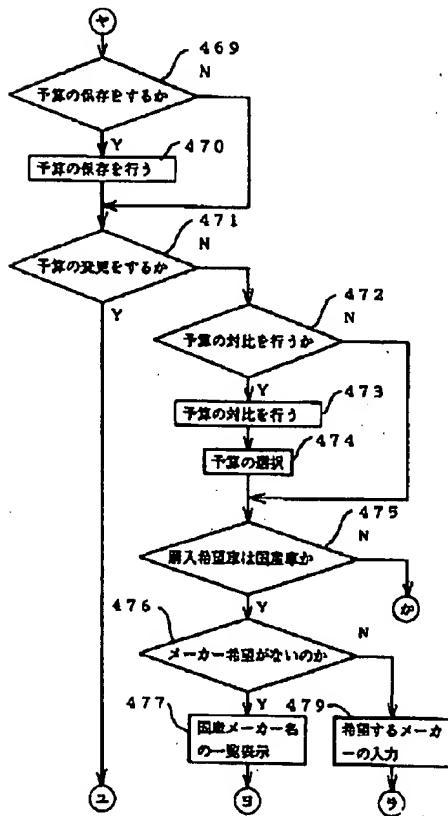 ヤ
469
N
予算の保存をするか
Y
470
予算の保存を行う
471
N
予算の変更をするか
Y
472
N
予算の対比を行うか
Y
473
予算の対比を行う
474
予算の選択
475
N
購入希望車は国産車か
か
476
Y
N
メーカー希望がないのか
Y
477
479
国産メーカー名
の一覧表示
希望するメーカ
ーの入力
ユ
ヨ
ラ